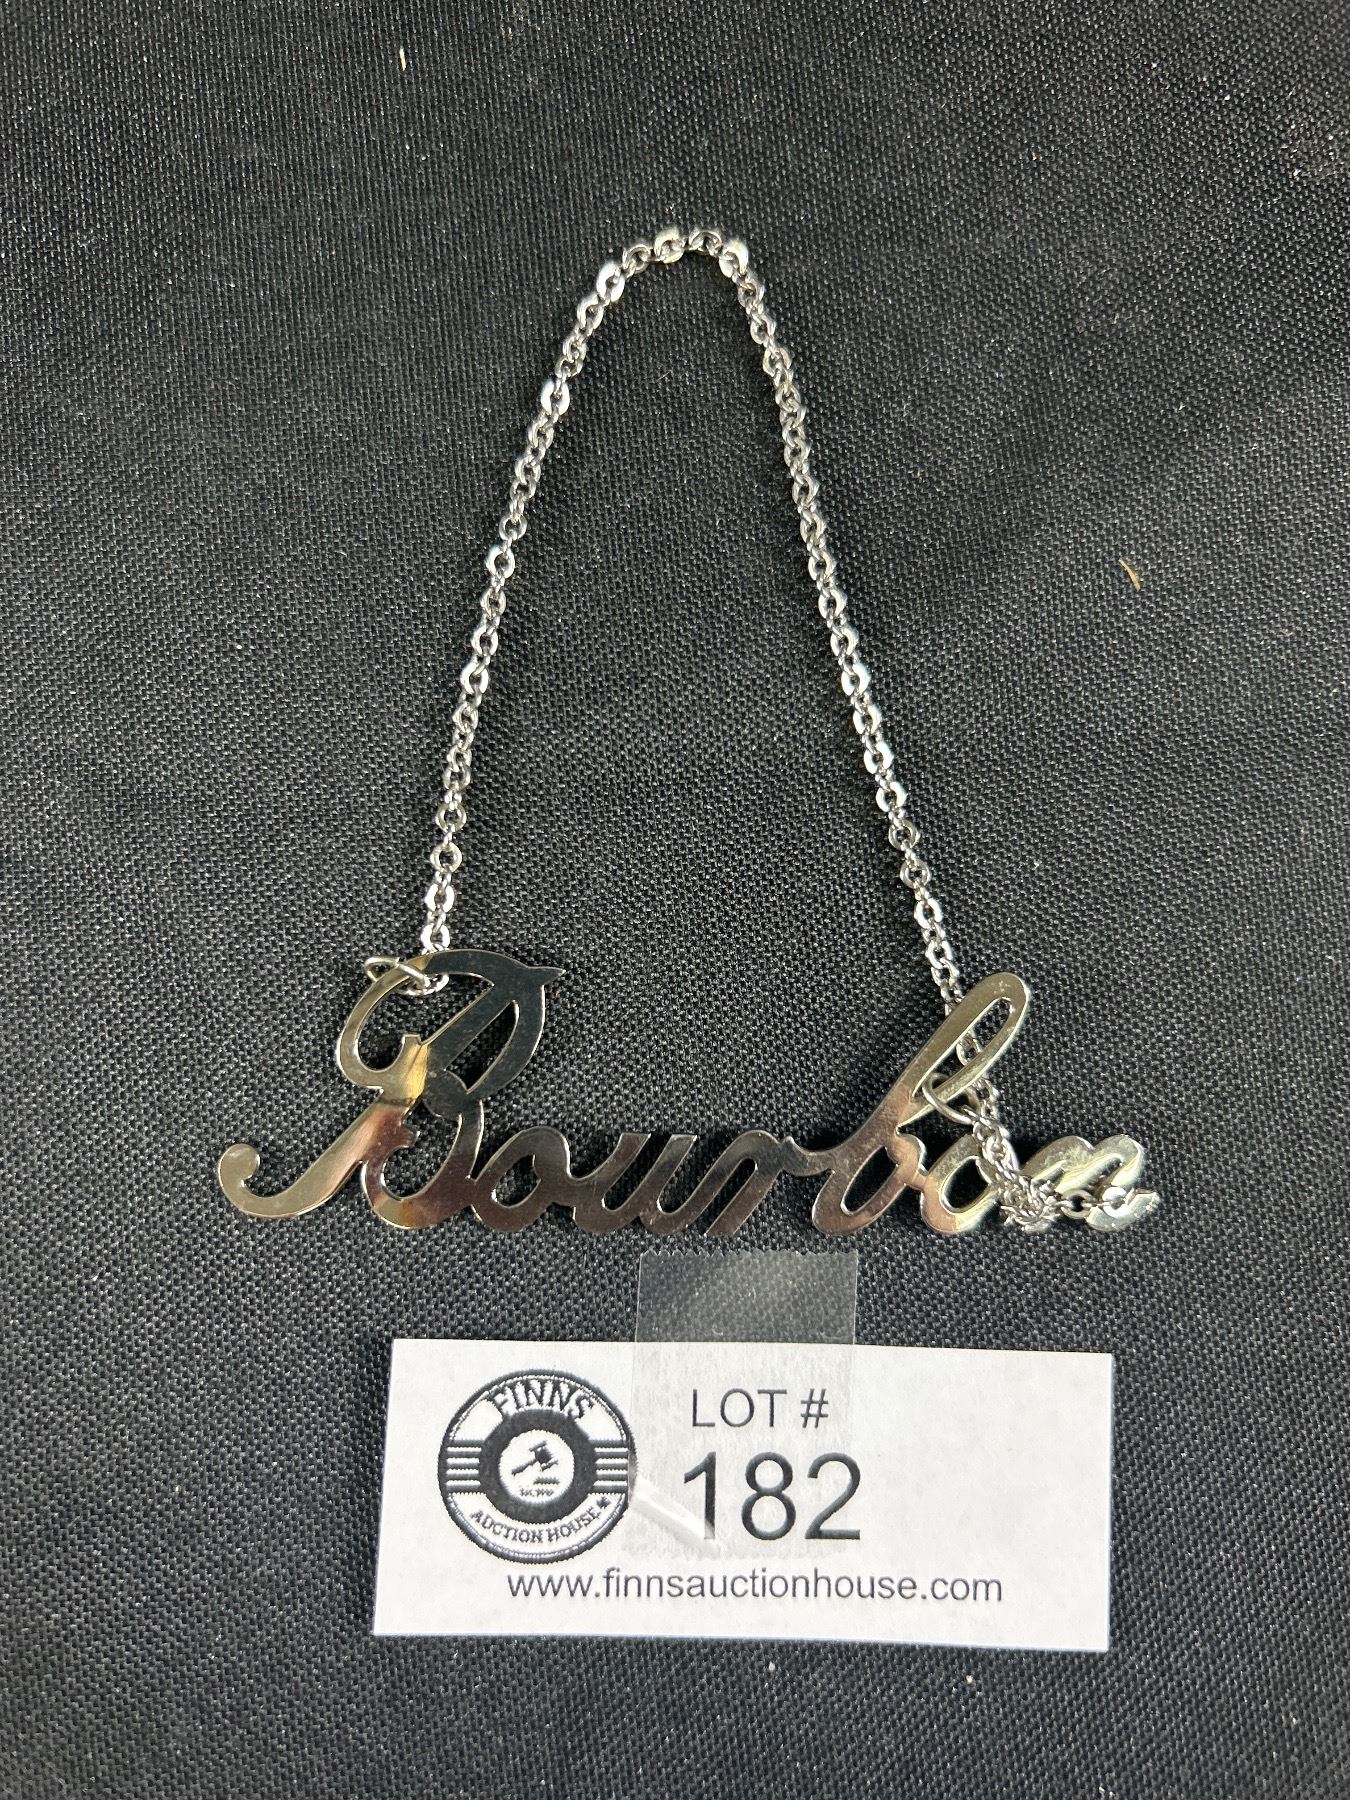 Bourbon
FINNS
AUCTION HOUSE
LOT #
182
www.finnsauctionhouse.com